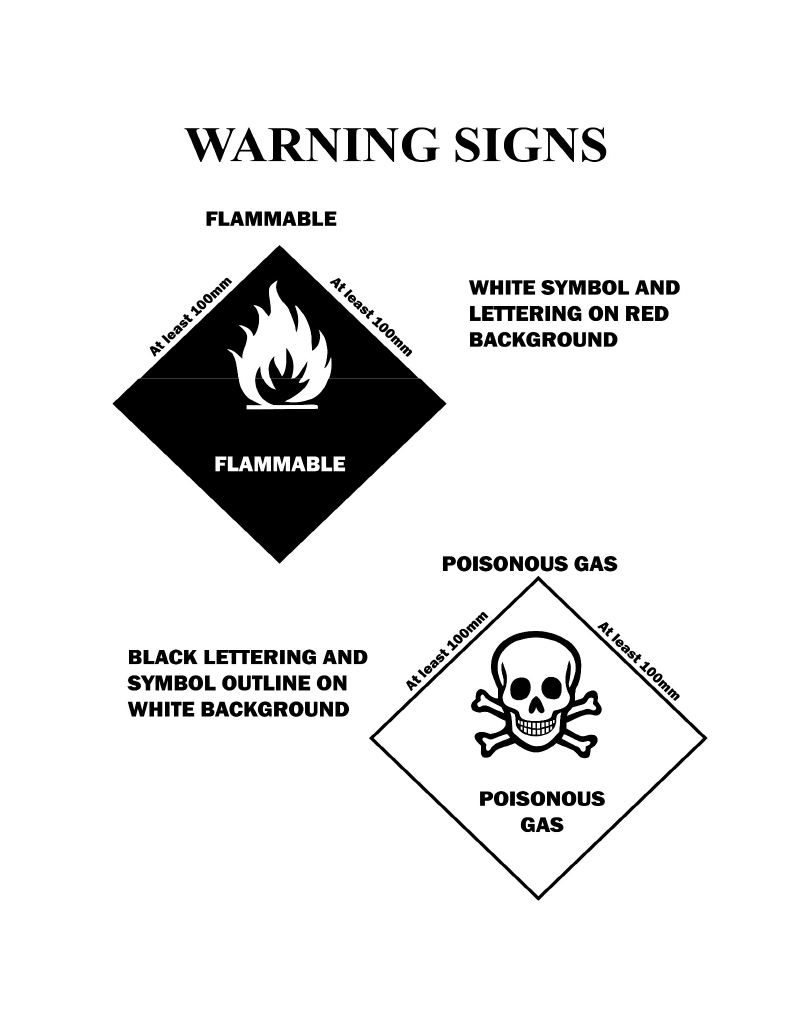 WARNING SIGNS
FLAMMABLE
At least 100mm
At least 100mm
WHITE SYMBOL AND
LETTERING ON RED
BACKGROUND
FLAMMABLE
POISONOUS GAS
At least 100mm
At least 100mm
BLACK LETTERING AND
SYMBOL OUTLINE ON
WHITE BACKGROUND
POISONOUS
GAS